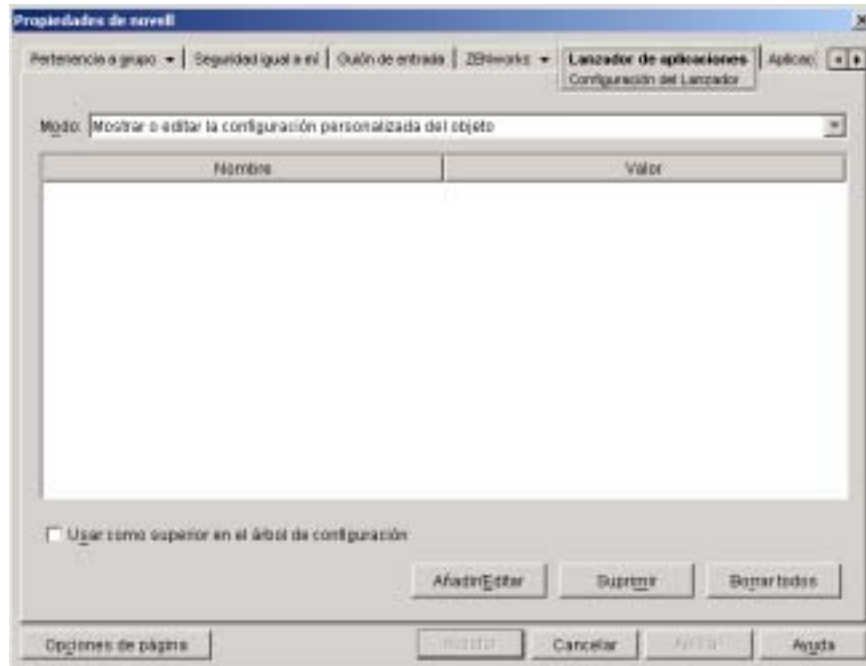 Propiedades de novell
Pertenencia a grupo | Seguridad igual a mí | Guión de entrada | ZENworks | Lanzador de aplicaciones | Aplicac
Configuración del Lanzador
Modo: Mostrar o editar la configuración personalizada del objeto
Nombre Valor
Usar como superior en el árbol de configuración
Añadir/Editar Suprimir Borrar todos
Opciones de página Cancelar Ayuda